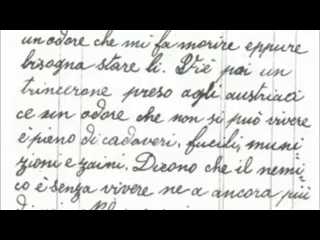 un odore che mi fa morire eppure
bisogna stare lì. V'è poi un
trincerone preso agli austriaci
ce un odore che non si può vivere
è pieno di cadaveri, fucili, muni=
zioni e zaini. Dicono che il nemi=
co è senza vivere ne a ancora più